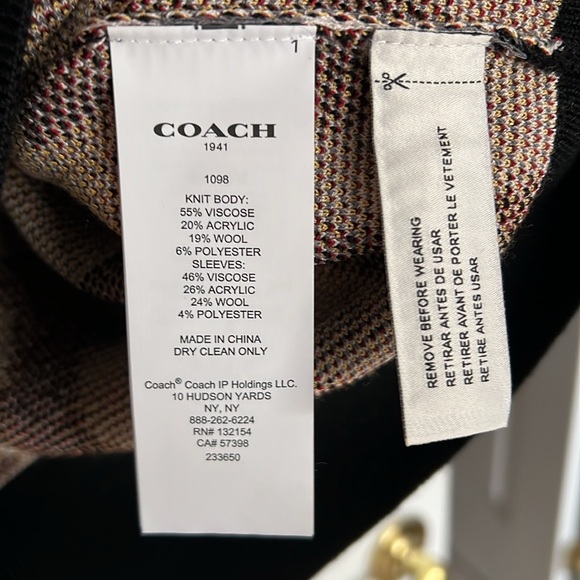 1
COACH
1941
1098
KNIT BODY:
55% VISCOSE
20% ACRYLIC
19% WOOL
6% POLYESTER
SLEEVES:
46% VISCOSE
26% ACRYLIC
24% WOOL
4% POLYESTER
MADE IN CHINA
DRY CLEAN ONLY
Coach® Coach IP Holdings LLC.
10 HUDSON YARDS
NY, NY
888-262-6224
RN# 132154
CA# 57398
233650
REMOVE BEFORE WEARING
RETIRAR ANTES DE USAR
RETIRER AVANT DE PORTER LE VETEMENT
RETIRE ANTES USAR